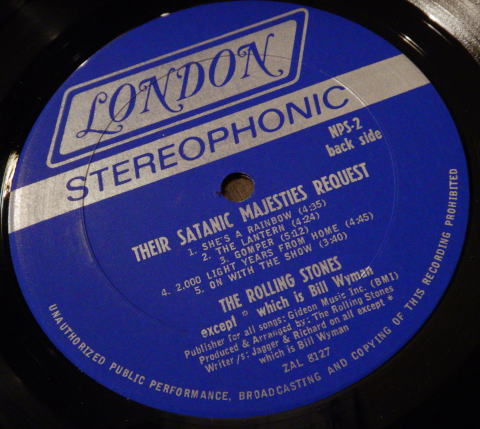 LONDON
STEREOPHONIC
NPS-2
back side
THEIR SATANIC MAJESTIES REQUEST
1. SHE'S A RAINBOW (4:35)
2. THE LANTERN (4:24)
3. GOMPER (5:12)
4. 2,000 LIGHT YEARS FROM HOME (4:45)
5. ON WITH THE SHOW (3:40)
THE ROLLING STONES
except * which is Bill Wyman
Publisher for all songs: Gideon Music Inc. (BMI)
Produced & Arranged by: The Rolling Stones
Writer/s: Jagger & Richard on all except *
which is Bill Wyman
ZAL 8127
UNAUTHORIZED PUBLIC PERFORMANCE, BROADCASTING AND COPYING OF THIS RECORDING PROHIBITED